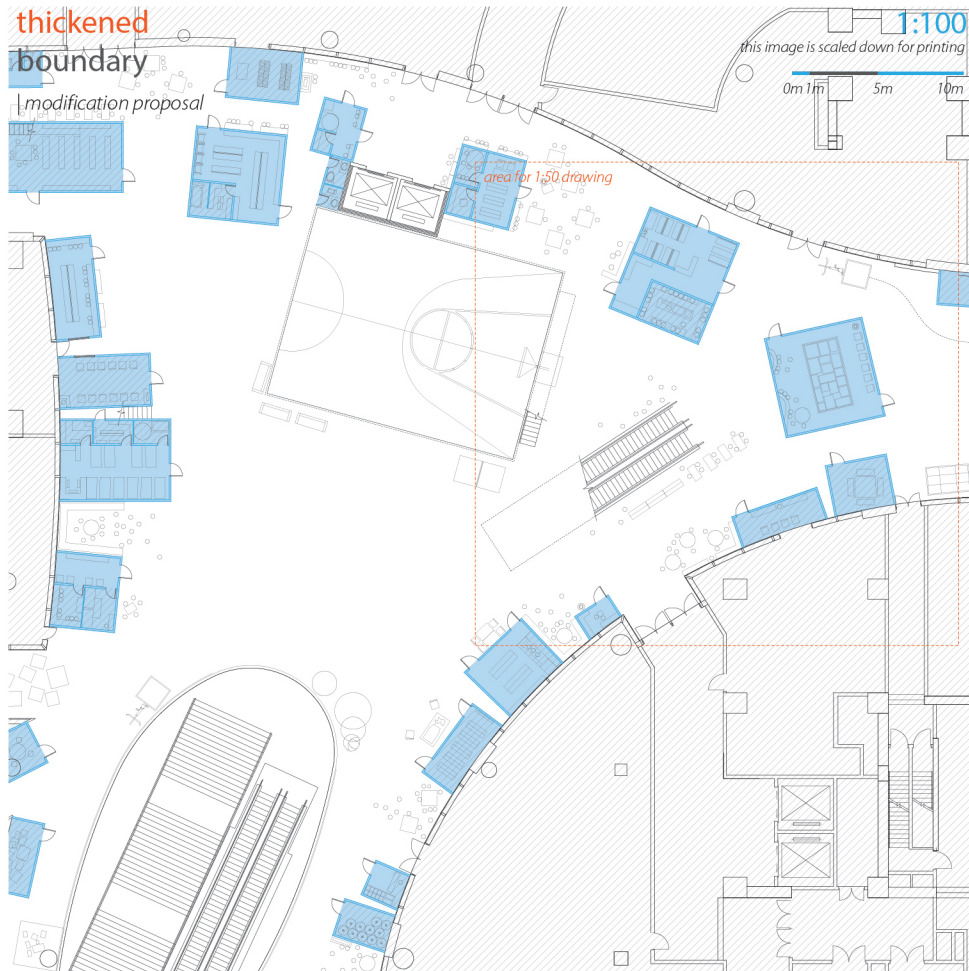 thickened
boundary
| modification proposal
1:100
this image is scaled down for printing
0m 1m 5m 10m
area for 1:50 drawing